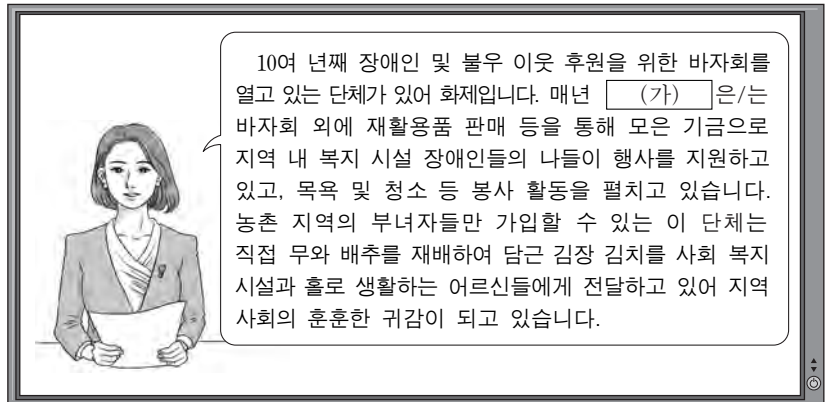 10여 년째 장애인 및 불우 이웃 후원을 위한 바자회를
열고 있는 단체가 있어 화제입니다. 매년 (가) 은/는
바자회 외에 재활용품 판매 등을 통해 모은 기금으로
지역 내 복지 시설 장애인들의 나들이 행사를 지원하고
있고, 목욕 및 청소 등 봉사 활동을 펼치고 있습니다.
농촌 지역의 부녀자들만 가입할 수 있는 이 단체는
직접 무와 배추를 재배하여 담근 김장 김치를 사회 복지
시설과 홀로 생활하는 어르신들에게 전달하고 있어 지역
사회의 훈훈한 귀감이 되고 있습니다.